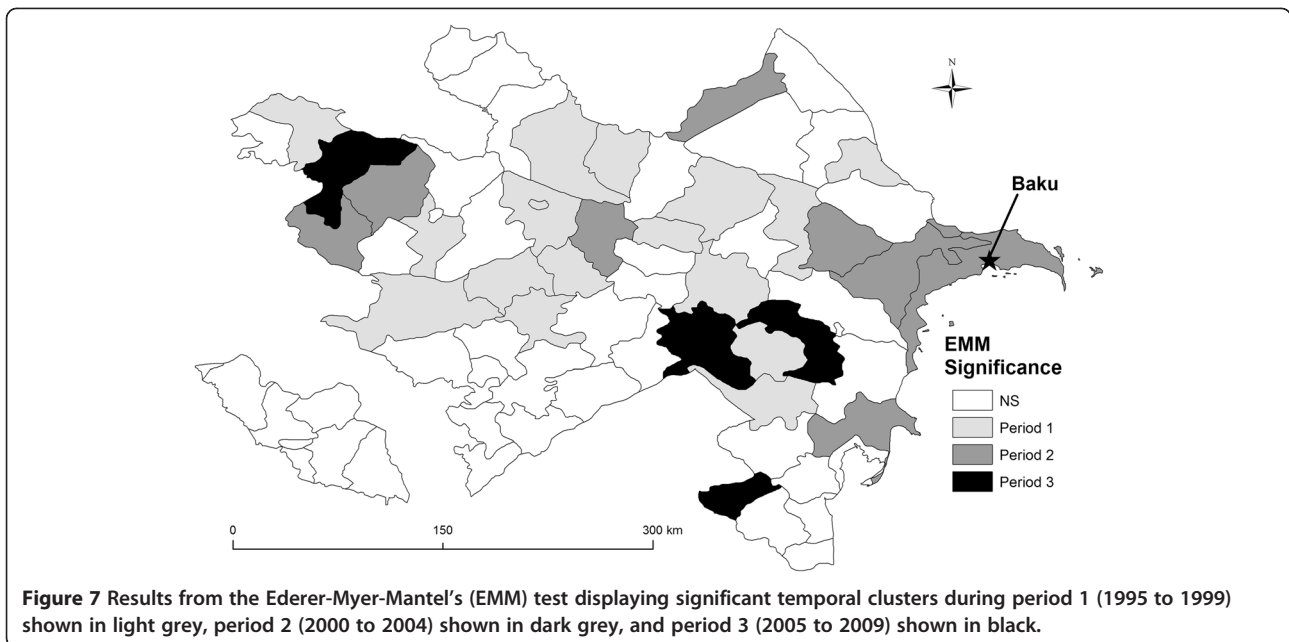 N
Baku
EMM
Significance
NS
Period 1
Period 2
Period 3
0 150 300 km
Figure 7 Results from the Ederer-Myer-Mantel's (EMM) test displaying significant temporal clusters during period 1 (1995 to 1999)
shown in light grey, period 2 (2000 to 2004) shown in dark grey, and period 3 (2005 to 2009) shown in black.